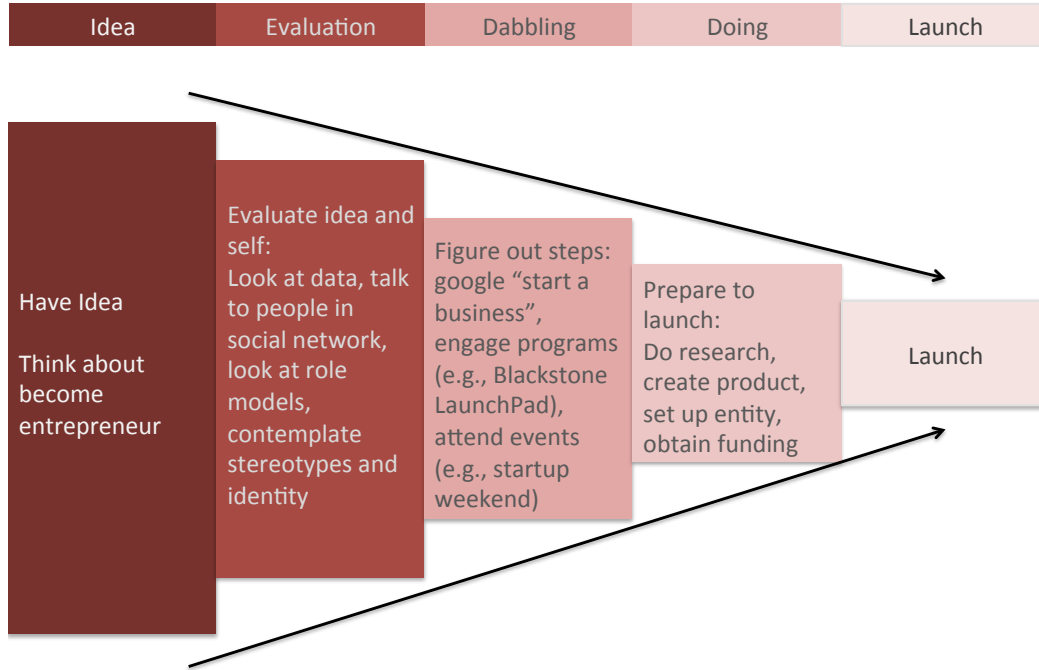 Idea
Evaluation
Dabbling
Doing
Launch
Have Idea
Think about
become
entrepreneur
Evaluate idea and
self:
Look at data, talk
to people in
social network,
look at role
models,
contemplate
stereotypes and
identity
Figure out steps:
google “start a
business”,
engage programs
(e.g., Blackstone
LaunchPad),
attend events
(e.g., startup
weekend)
Prepare to
launch:
Do research,
create product,
set up entity,
obtain funding
Launch